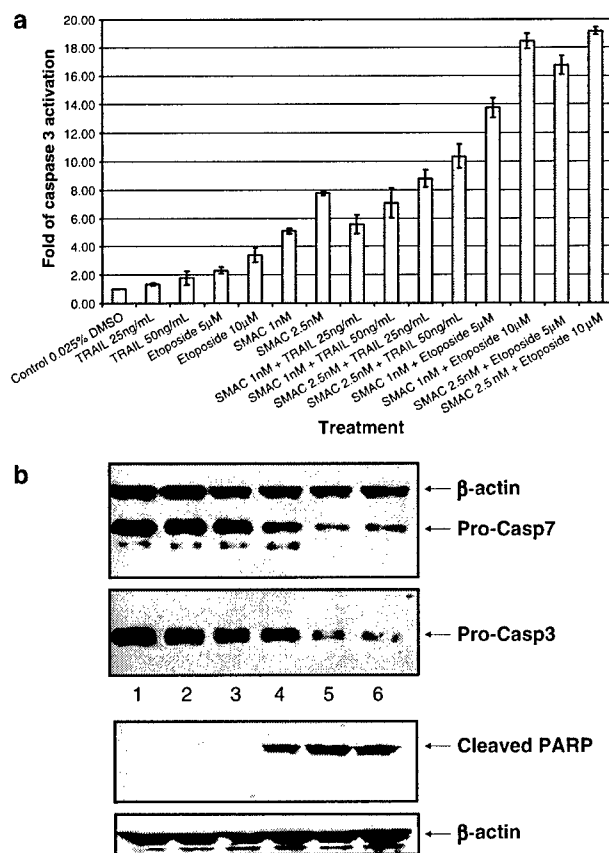 a
20.00
18.00
16.00
14.00
12.00
10.00
8.00
6.00
4.00
2.00
0.00
Fold of caspase 3 activation
Control 0.025% DMSO
TRAIL 25ng/mL
TRAIL 50ng/mL
Etoposide 5µM
Etoposide 10µM
SMAC 1nM
SMAC 2.5nM
SMAC 1nM + TRAIL 25ng/mL
SMAC 1nM + TRAIL 50ng/mL
SMAC 2.5nM + TRAIL 25ng/mL
SMAC 2.5nM + TRAIL 50ng/mL
SMAC 1nM + Etoposide 5µM
SMAC 1nM + Etoposide 10µM
SMAC 2.5nM + Etoposide 5µM
SMAC 2.5 nM + Etoposide 10µM
Treatment
b
β-actin
Pro-Casp7
Pro-Casp3
1 2 3 4 5 6
Cleaved PARP
β-actin